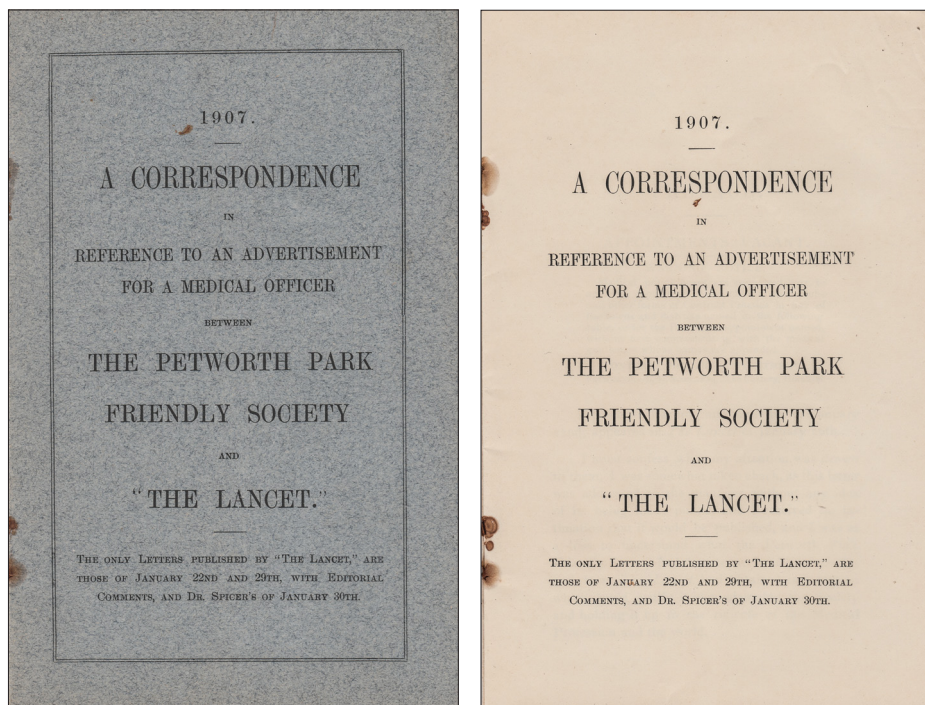 1907.
A CORRESPONDENCE
IN
REFERENCE TO AN ADVERTISEMENT
FOR A MEDICAL OFFICER
BETWEEN
THE PETWORTH PARK
FRIENDLY SOCIETY
AND
"THE LANCET."
The only Letters published by "The Lancet," are
those of January 22nd and 29th, with Editorial
Comments, and Dr. Spicer's of January 30th.
1907.
A CORRESPONDENCE
IN
REFERENCE TO AN ADVERTISEMENT
FOR A MEDICAL OFFICER
BETWEEN
THE PETWORTH PARK
FRIENDLY SOCIETY
AND
"THE LANCET."
The only Letters published by "The Lancet," are
those of January 22nd and 29th, with Editorial
Comments, and Dr. Spicer's of January 30th.